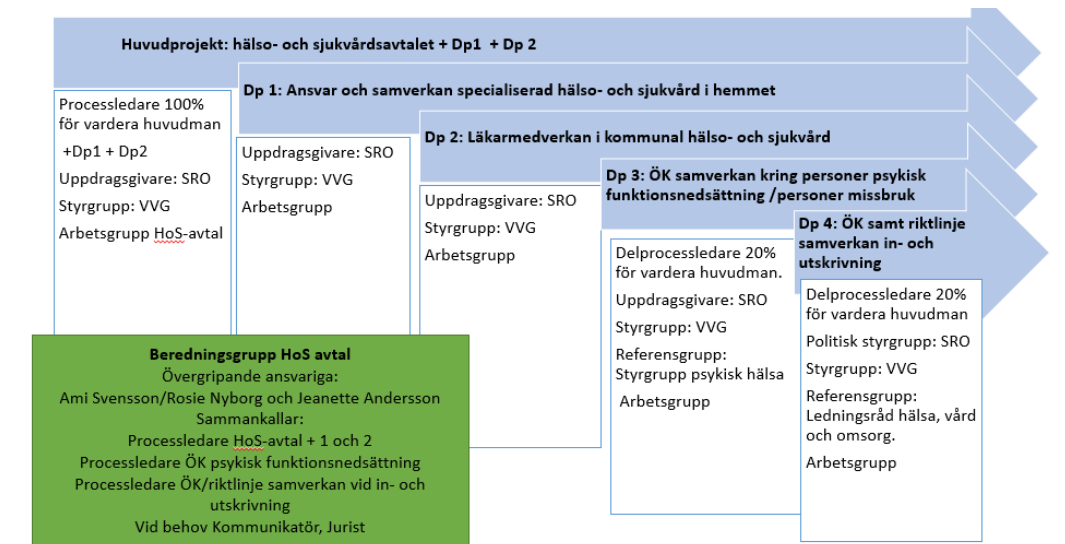 Huvudprojekt: hälso- och sjukvårdsavtalet + Dp1  + Dp 2
Processledare 100%
för vardera huvudman
+Dp1 + Dp2
Uppdragsgivare: SRO
Styrgrupp: VVG
Arbetsgrupp HoS-avtal
Dp 1: Ansvar och samverkan specialiserad hälso- och sjukvård i hemmet
Uppdragsgivare: SRO
Styrgrupp: VVG
Arbetsgrupp
Dp 2: Läkarmedverkan i kommunal hälso- och sjukvård
Uppdragsgivare: SRO
Styrgrupp: VVG
Arbetsgrupp
Dp 3: ÖK samverkan kring personer psykisk
funktionsnedsättning /personer missbruk
Delprocessledare 20%
för vardera huvudman.
Uppdragsgivare: SRO
Styrgrupp: VVG
Referensgrupp:
Styrgrupp psykisk hälsa
Arbetsgrupp
Dp 4: ÖK samt riktlinje
samverkan in- och
utskrivning
Delprocessledare 20%
för vardera huvudman
Politisk styrgrupp: SRO
Styrgrupp: VVG
Referensgrupp:
Ledningsråd hälsa, vård
och omsorg.
Arbetsgrupp
Beredningsgrupp HoS avtal
Övergripande ansvariga:
Ami Svensson/Rosie Nyborg och Jeanette Andersson
Sammankallar:
Processledare HoS-avtal + 1 och 2
Processledare ÖK psykisk funktionsnedsättning
Processledare ÖK/riktlinje samverkan vid in- och
utskrivning
Vid behov Kommunikatör, Jurist